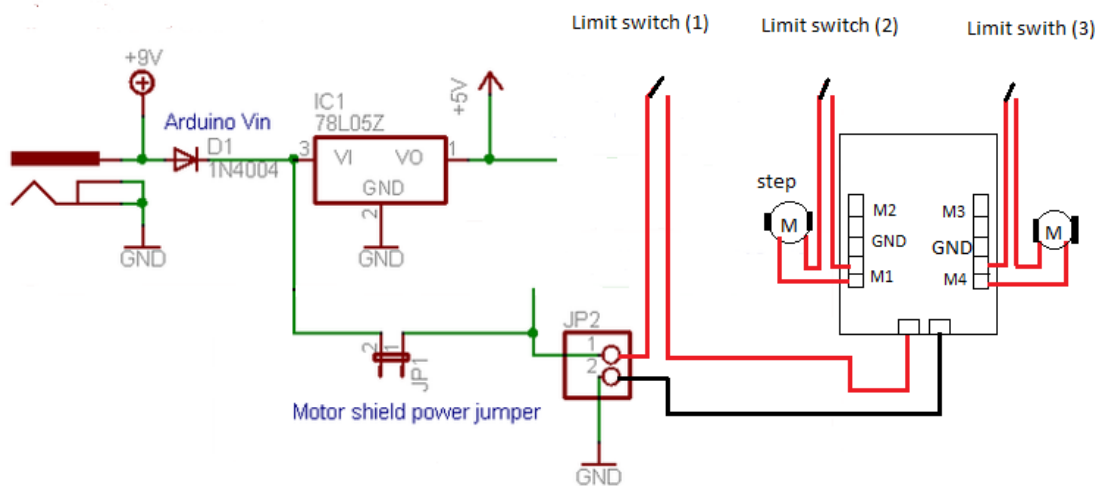 Limit switch (1)
Limit switch (2)
Limit swith (3)
+9V
Arduino Vin
D1
1N4004
IC1
78L05Z
3
VI
VO
1
GND
2
+5V
GND
GND
step
M
M2
GND
M1
M3
GND
M4
M
2
1
JP1
Motor shield power jumper
JP2
1
2
GND